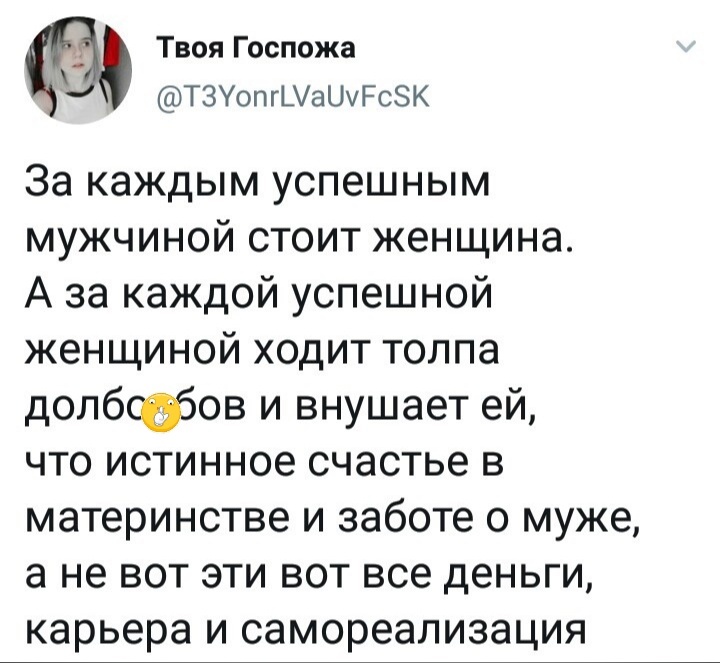 Твоя Госпожа
@T3YonrLVaUvFcSK
За каждым успешным
мужчиной стоит женщина.
А за каждой успешной
женщиной ходит толпа
и внушает ей,
что истинное счастье в
материнстве и заботе о муже,
а не вот эти вот все деньги,
карьера и самореализация